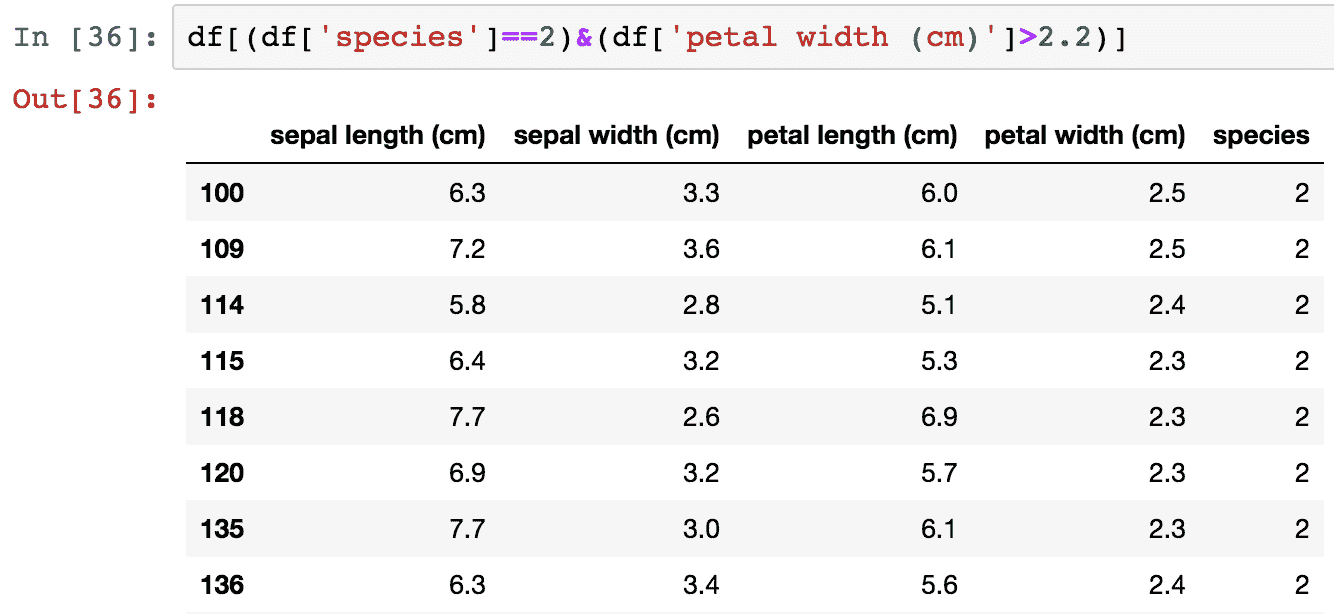 In [36]: df[(df['species']==2)&(df['petal width (cm)']>2.2)]
Out[36]:
sepal length (cm) sepal width (cm) petal length (cm) petal width (cm) species
100 6.3 3.3 6.0 2.5 2
109 7.2 3.6 6.1 2.5 2
114 5.8 2.8 5.1 2.4 2
115 6.4 3.2 5.3 2.3 2
118 7.7 2.6 6.9 2.3 2
120 6.9 3.2 5.7 2.3 2
135 7.7 3.0 6.1 2.3 2
136 6.3 3.4 5.6 2.4 2